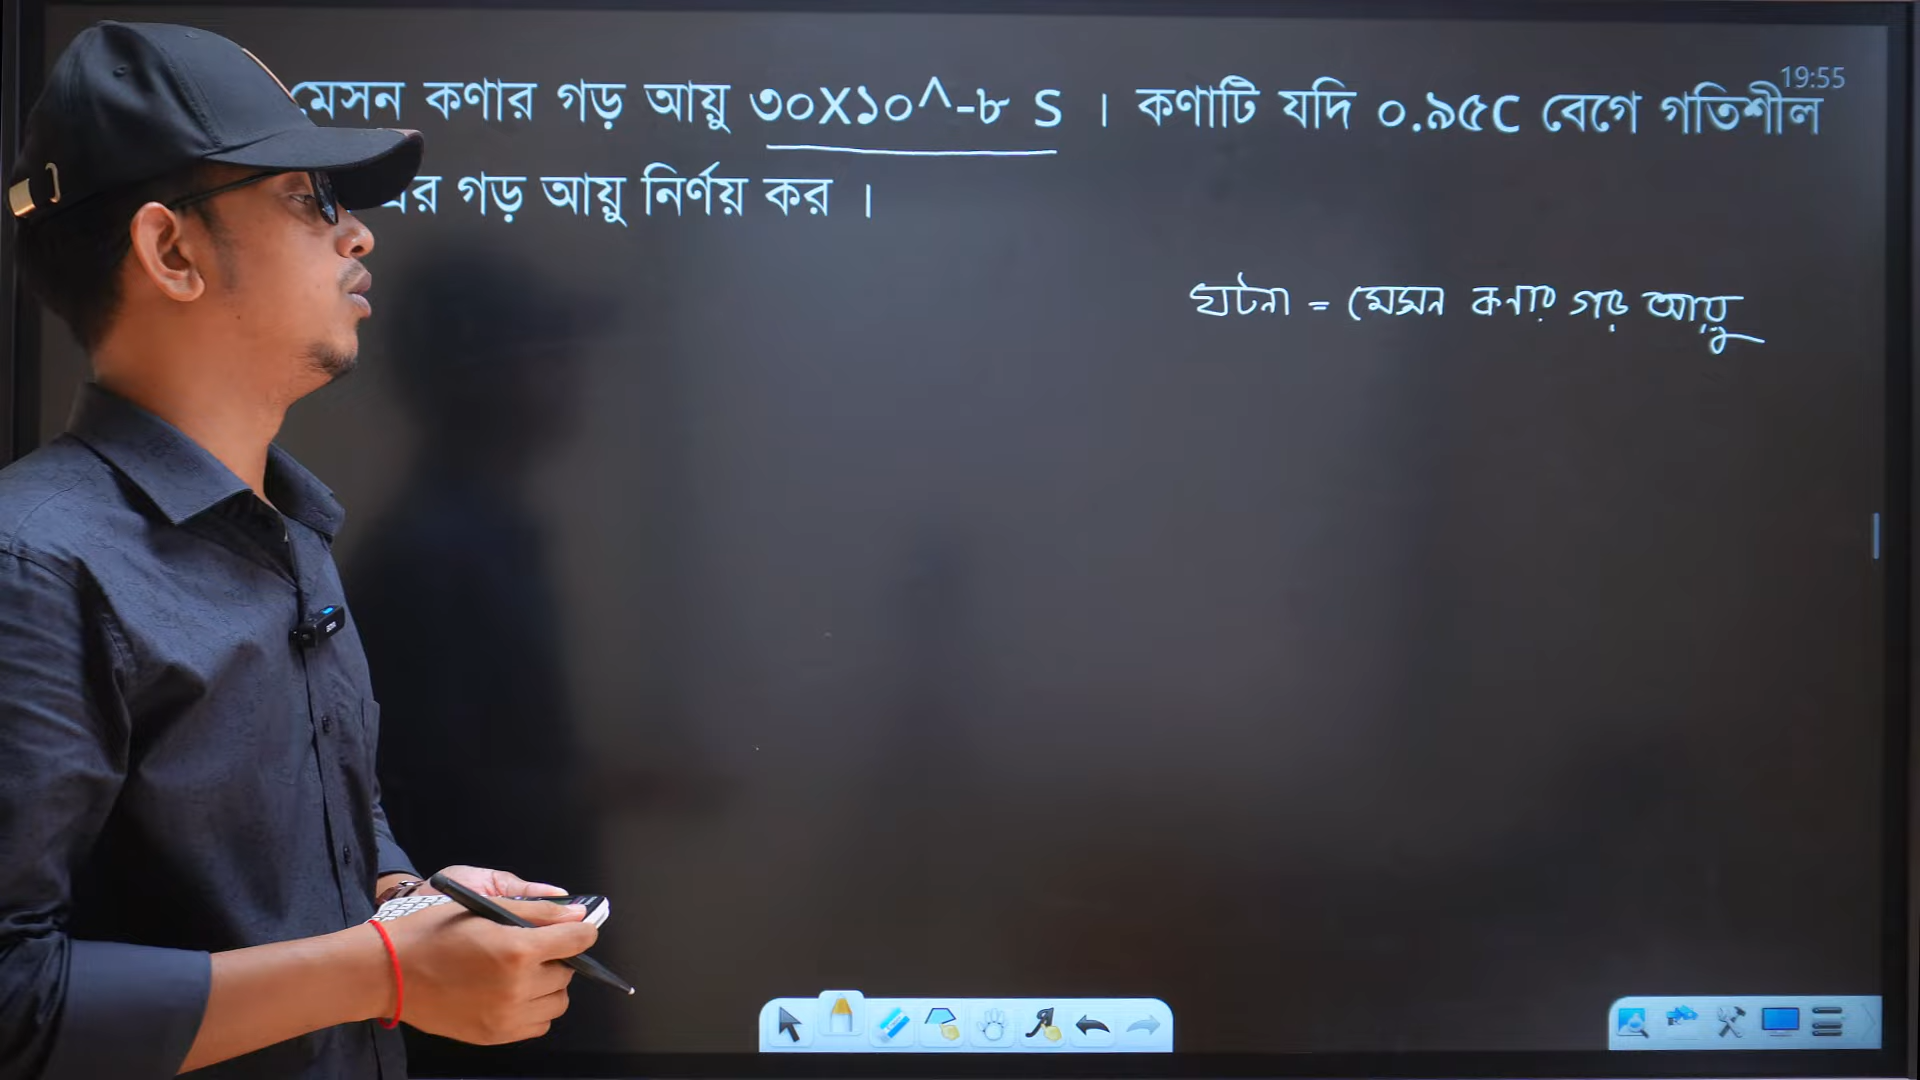 19:55
মেসন কণার গড় আয়ু ৩০X১০^-৮ S । কণাটি যদি ০.৯৫C বেগে গতিশীল
এর গড় আয়ু নির্ণয় কর ।
ঘটনা = মেসন কণার গড় আয়ু